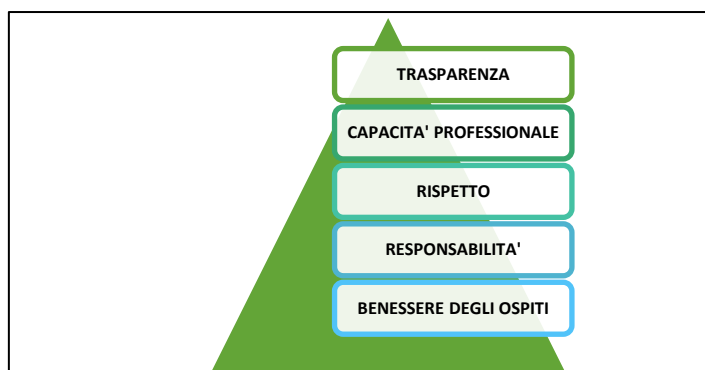 TRASPARENZA
CAPACITA' PROFESSIONALE
RISPETTO
RESPONSABILITA'
BENESSERE DEGLI OSPITI